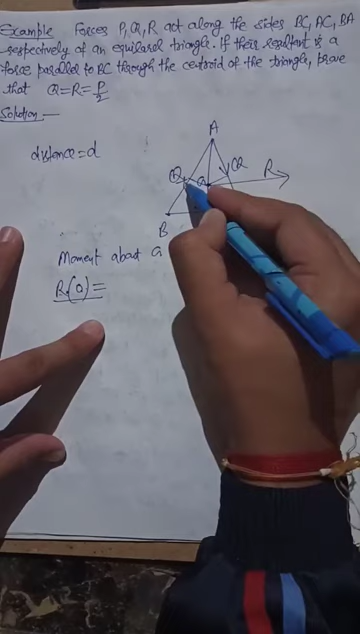 Example Forces P, Q, R act along the sides BC, AC, BA
respectively of an equilateral triangle. If their resultant is a
force parallel to BC through the centroid of the triangle, prove
that Q=R=P/2
Solution —
A
distance = d
Q R
G
B
Moment about G
R.(0)=